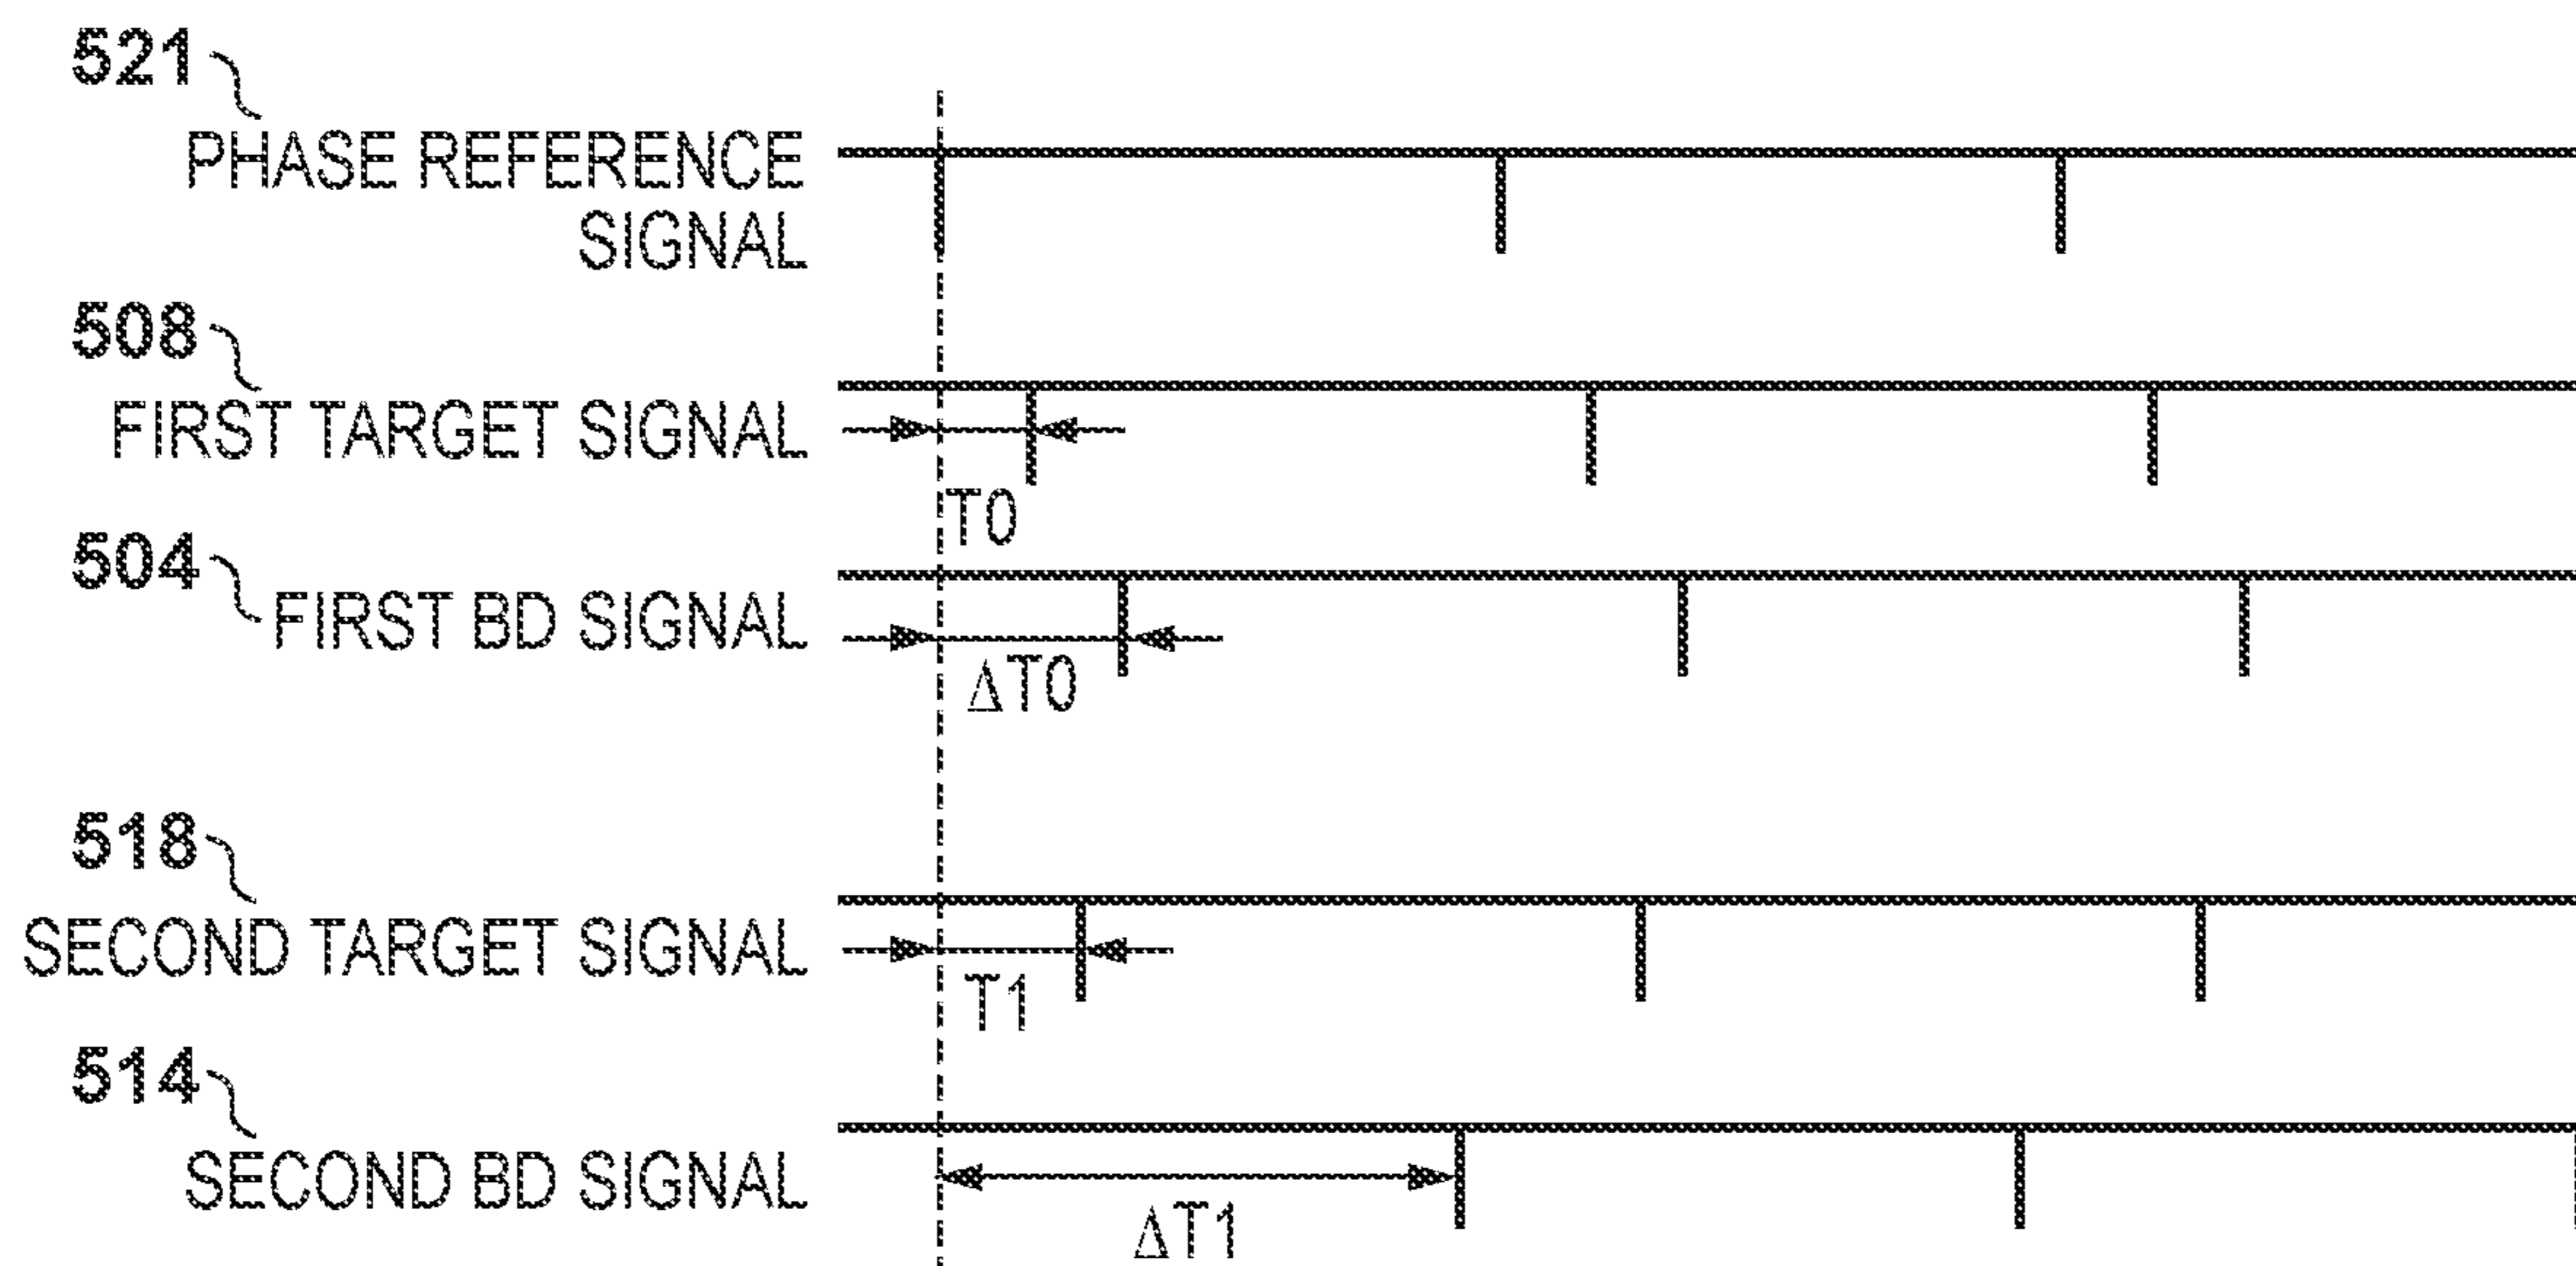 521
PHASE REFERENCE
SIGNAL
508
FIRST TARGET SIGNAL
T0
504
FIRST BD SIGNAL
ΔT0
518
SECOND TARGET SIGNAL
T1
514
SECOND BD SIGNAL
ΔT1